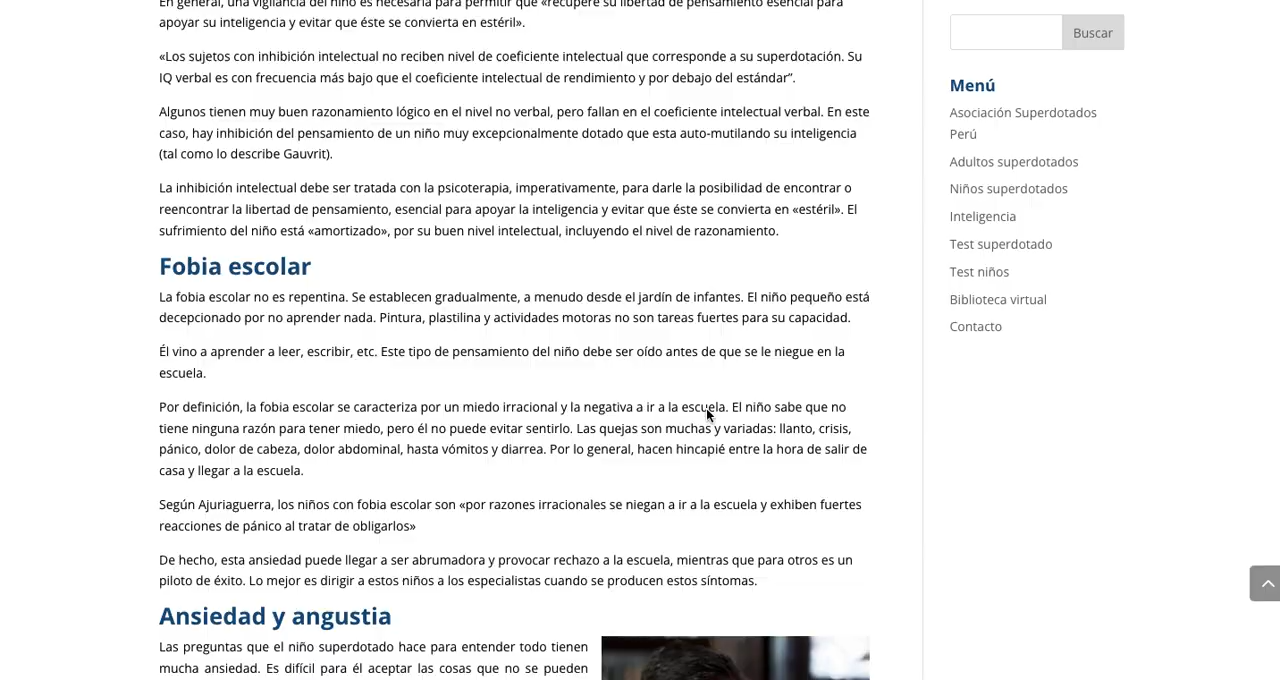 En general, una vigilancia del niño es necesaria para permitir que «recupere su libertad de pensamiento esencial para
apoyar su inteligencia y evitar que éste se convierta en estéril».
«Los sujetos con inhibición intelectual no reciben nivel de coeficiente intelectual que corresponde a su superdotación. Su
IQ verbal es con frecuencia más bajo que el coeficiente intelectual de rendimiento y por debajo del estándar”.
Algunos tienen muy buen razonamiento lógico en el nivel no verbal, pero fallan en el coeficiente intelectual verbal. En este
caso, hay inhibición del pensamiento de un niño muy excepcionalmente dotado que esta auto-mutilando su inteligencia
(tal como lo describe Gauvrit).
La inhibición intelectual debe ser tratada con la psicoterapia, imperativamente, para darle la posibilidad de encontrar o
reencontrar la libertad de pensamiento, esencial para apoyar la inteligencia y evitar que éste se convierta en «estéril». El
sufrimiento del niño está «amortizado», por su buen nivel intelectual, incluyendo el nivel de razonamiento.
Fobia escolar
La fobia escolar no es repentina. Se establecen gradualmente, a menudo desde el jardín de infantes. El niño pequeño está
decepcionado por no aprender nada. Pintura, plastilina y actividades motoras no son tareas fuertes para su capacidad.
Él vino a aprender a leer, escribir, etc. Este tipo de pensamiento del niño debe ser oído antes de que se le niegue en la
escuela.
Por definición, la fobia escolar se caracteriza por un miedo irracional y la negativa a ir a la escuela. El niño sabe que no
tiene ninguna razón para tener miedo, pero él no puede evitar sentirlo. Las quejas son muchas y variadas: llanto, crisis,
pánico, dolor de cabeza, dolor abdominal, hasta vómitos y diarrea. Por lo general, hacen hincapié entre la hora de salir de
casa y llegar a la escuela.
Según Ajuriaguerra, los niños con fobia escolar son «por razones irracionales se niegan a ir a la escuela y exhiben fuertes
reacciones de pánico al tratar de obligarlos»
De hecho, esta ansiedad puede llegar a ser abrumadora y provocar rechazo a la escuela, mientras que para otros es un
piloto de éxito. Lo mejor es dirigir a estos niños a los especialistas cuando se producen estos síntomas.
Ansiedad y angustia
Las preguntas que el niño superdotado hace para entender todo tienen
mucha ansiedad. Es difícil para él aceptar las cosas que no se pueden
Buscar
Menú
Asociación Superdotados
Perú
Adultos superdotados
Niños superdotados
Inteligencia
Test superdotado
Test niños
Biblioteca virtual
Contacto